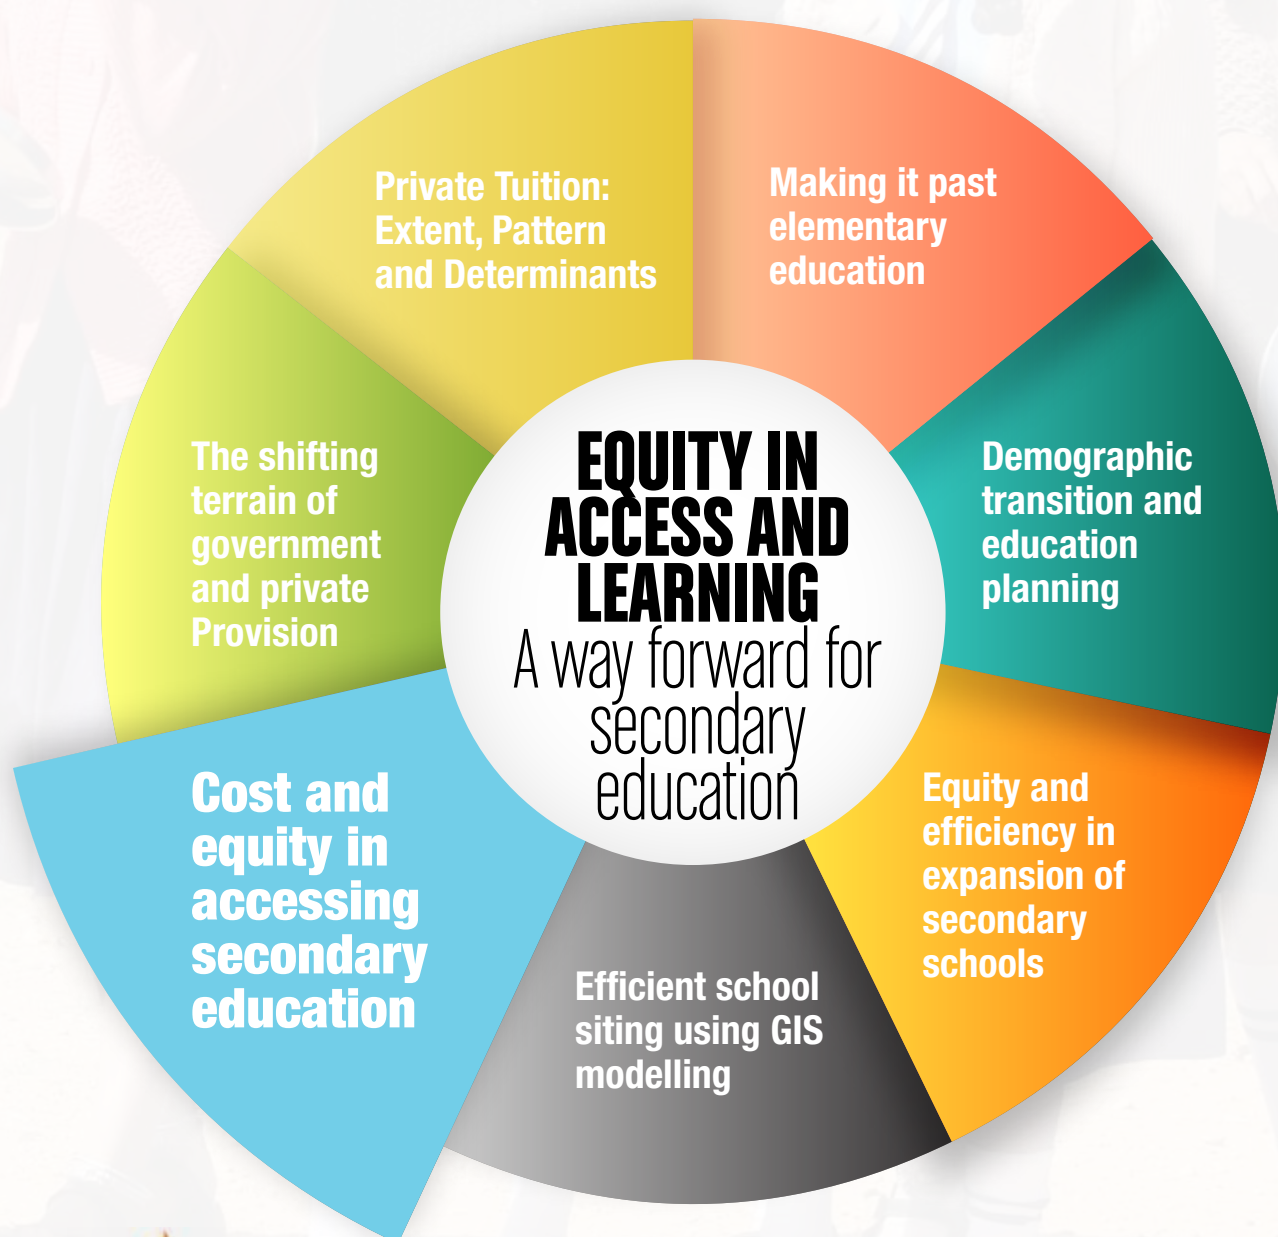 Private Tuition:
Extent, Pattern
and Determinants
Making it past
elementary
education
Demographic
transition and
education
planning
Equity and
efficiency in
expansion of
secondary
schools
Efficient school
siting using GIS
modelling
Cost and
equity in
accessing
secondary
education
The shifting
terrain of
government
and private
Provision
EQUITY IN
ACCESS AND
LEARNING
A way forward for
secondary
education